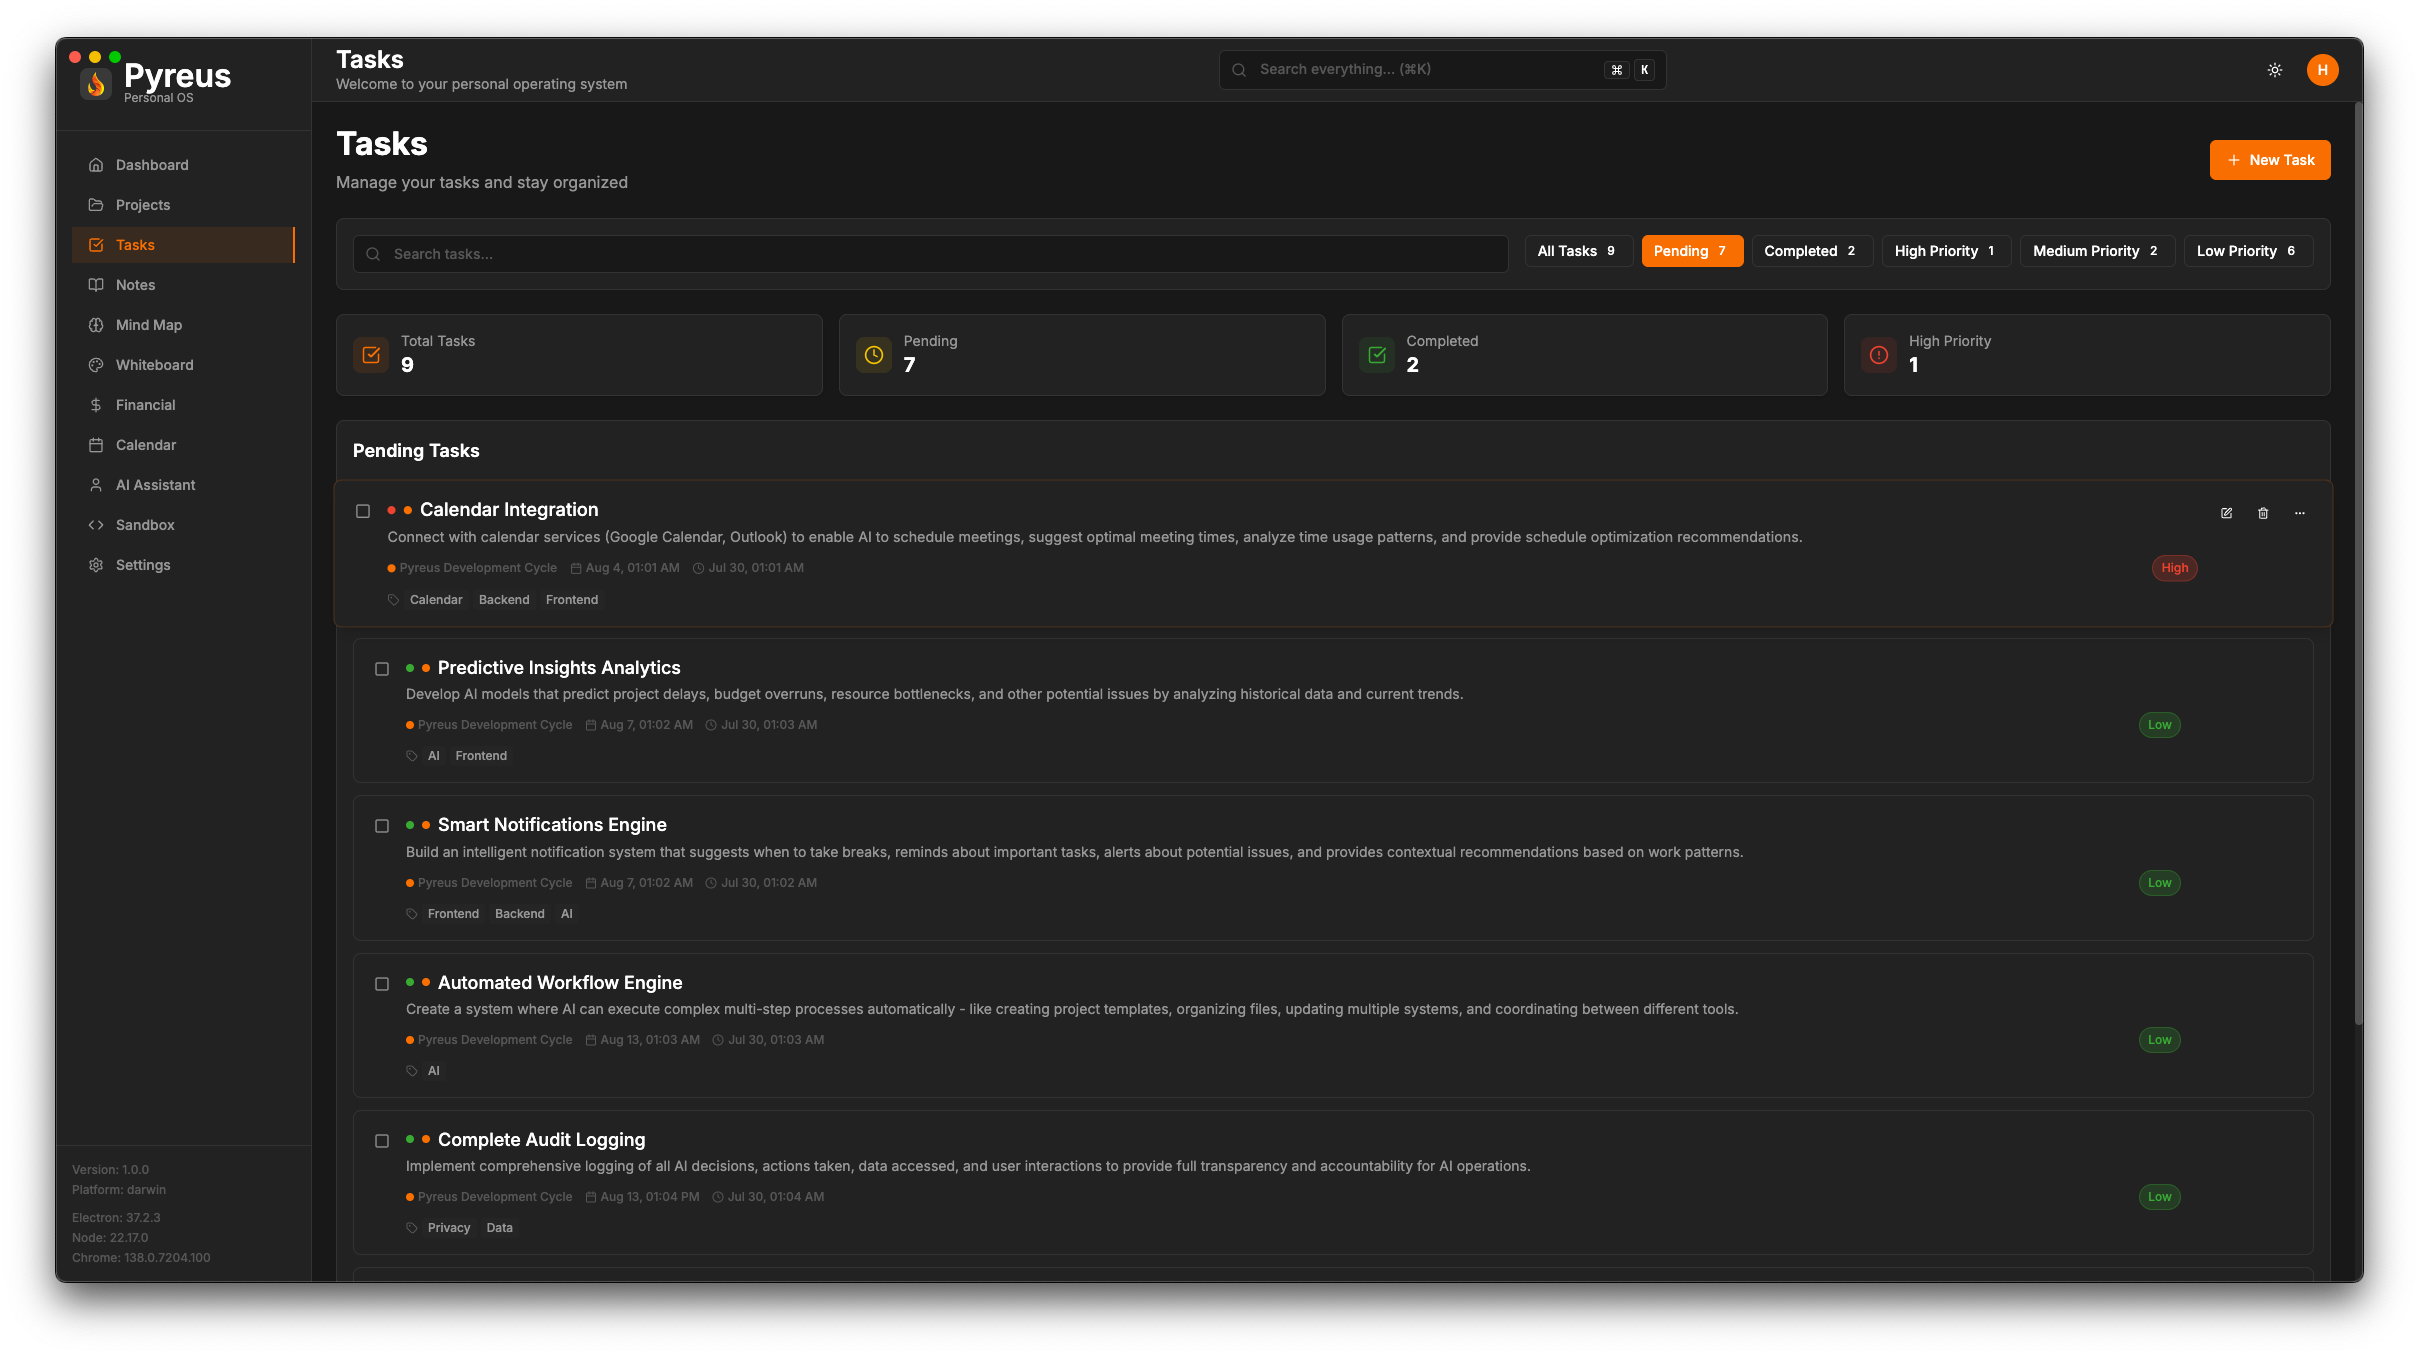 Pyreus
Personal OS
Dashboard
Projects
Tasks
Notes
Mind Map
Whiteboard
Financial
Calendar
AI Assistant
Sandbox
Settings
Version: 1.0.0
Platform: darwin
Electron: 37.2.3
Node: 22.17.0
Chrome: 138.0.7204.100
Tasks
Welcome to your personal operating system
Search everything... (⌘K) ⌘ K
H
Tasks
Manage your tasks and stay organized
+ New Task
Search tasks...
All Tasks 9 Pending 7 Completed 2 High Priority 1 Medium Priority 2 Low Priority 6
Total Tasks
9
Pending
7
Completed
2
High Priority
1
Pending Tasks
Calendar Integration
Connect with calendar services (Google Calendar, Outlook) to enable AI to schedule meetings, suggest optimal meeting times, analyze time usage patterns, and provide schedule optimization recommendations.
Pyreus Development Cycle Aug 4, 01:01 AM Jul 30, 01:01 AM
High
Calendar Backend Frontend
Predictive Insights Analytics
Develop AI models that predict project delays, budget overruns, resource bottlenecks, and other potential issues by analyzing historical data and current trends.
Pyreus Development Cycle Aug 7, 01:02 AM Jul 30, 01:03 AM
Low
AI Frontend
Smart Notifications Engine
Build an intelligent notification system that suggests when to take breaks, reminds about important tasks, alerts about potential issues, and provides contextual recommendations based on work patterns.
Pyreus Development Cycle Aug 7, 01:02 AM Jul 30, 01:02 AM
Low
Frontend Backend AI
Automated Workflow Engine
Create a system where AI can execute complex multi-step processes automatically - like creating project templates, organizing files, updating multiple systems, and coordinating between different tools.
Pyreus Development Cycle Aug 13, 01:03 AM Jul 30, 01:03 AM
Low
AI
Complete Audit Logging
Implement comprehensive logging of all AI decisions, actions taken, data accessed, and user interactions to provide full transparency and accountability for AI operations.
Pyreus Development Cycle Aug 13, 01:04 PM Jul 30, 01:04 AM
Low
Privacy Data